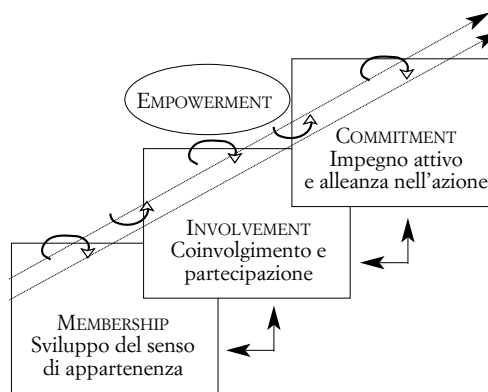 EMPOWERMENT
COMMITMENT
Impegno attivo
e alleanza nell'azione
INVOLVEMENT
Coinvolgimento e
partecipazione
MEMBERSHIP
Sviluppo del senso
di appartenenza